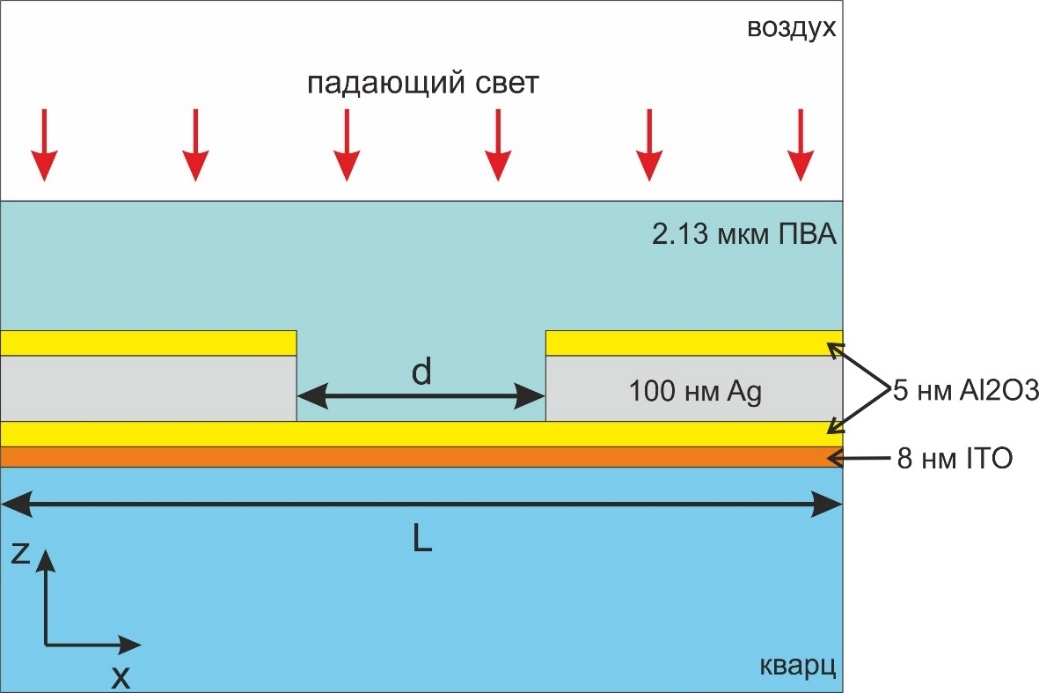 воздух
падающий свет
2.13 мкм ПВА
d
100 нм Ag
5 нм Al2O3
8 нм ITO
L
z
x
кварц